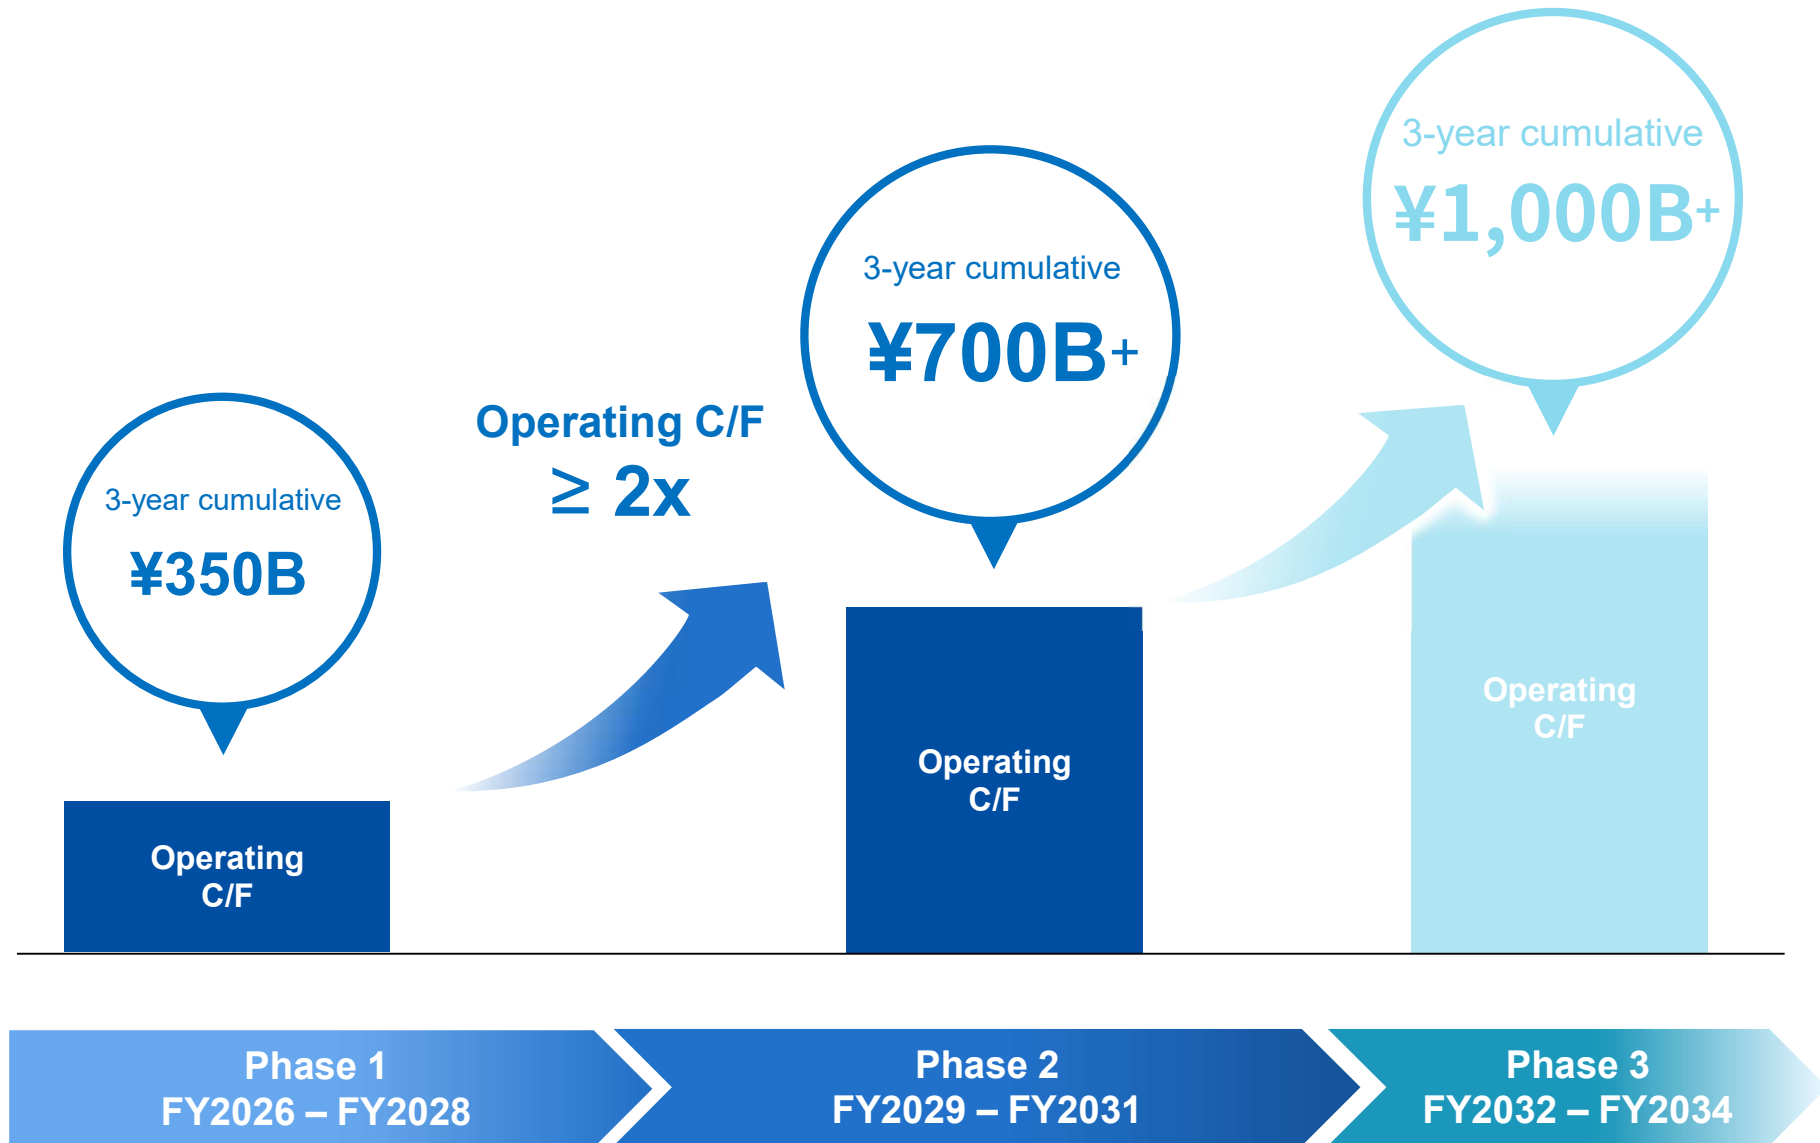 3-year cumulative
¥350B
Operating
C/F
Operating C/F
≥ 2x
3-year cumulative
¥700B+
Operating
C/F
3-year cumulative
¥1,000B+
Operating
C/F
Phase 1
FY2026 – FY2028
Phase 2
FY2029 – FY2031
Phase 3
FY2032 – FY2034